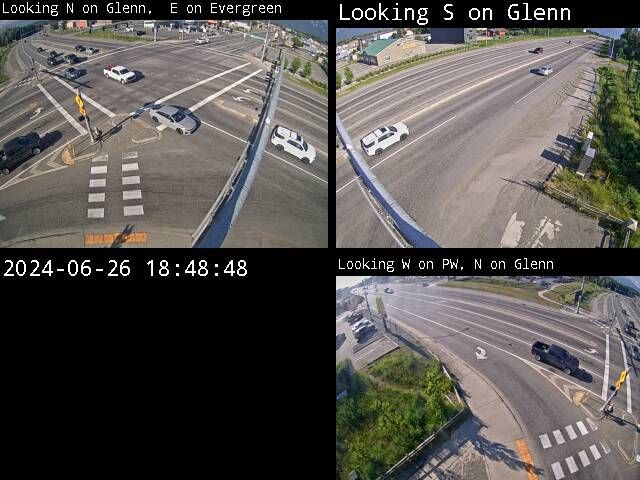 Looking N on Glenn, E on Evergreen
Looking S on Glenn
2024-06-26 18:48:48
Looking W on PW, N on Glenn